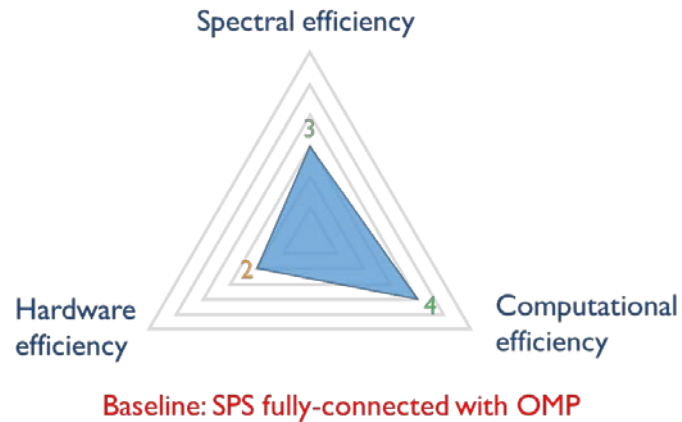 Spectral efficiency
3
2
4
Hardware
efficiency
Computational
efficiency
Baseline: SPS fully-connected with OMP